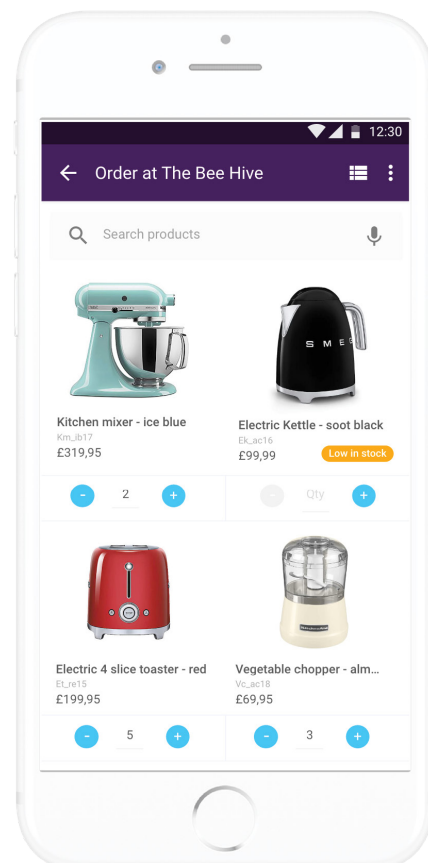 12:30
Order at The Bee Hive
Search products
SMEG
Kitchen mixer - ice blue
Km_ib17
£319,95
Electric Kettle - soot black
Ek_ac16
£99,99
Low in stock
- 2 +
- Qty +
Electric 4 slice toaster - red
Et_re15
£199,95
Vegetable chopper - alm...
Vc_ac18
£69,95
- 5 +
- 3 +